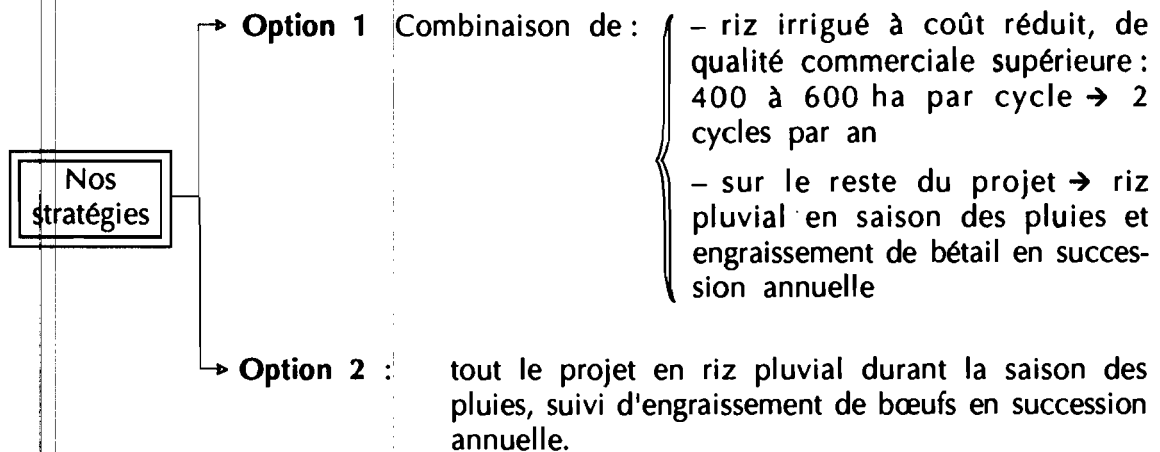 Nos
stratégies
Option 1 Combinaison de :
– riz irrigué à coût réduit, de
qualité commerciale supérieure :
400 à 600 ha par cycle → 2
cycles par an
– sur le reste du projet → riz
pluvial en saison des pluies et
engraissement de bétail en succes-
sion annuelle
Option 2 :
tout le projet en riz pluvial durant la saison des
pluies, suivi d'engraissement de bœufs en succession
annuelle.